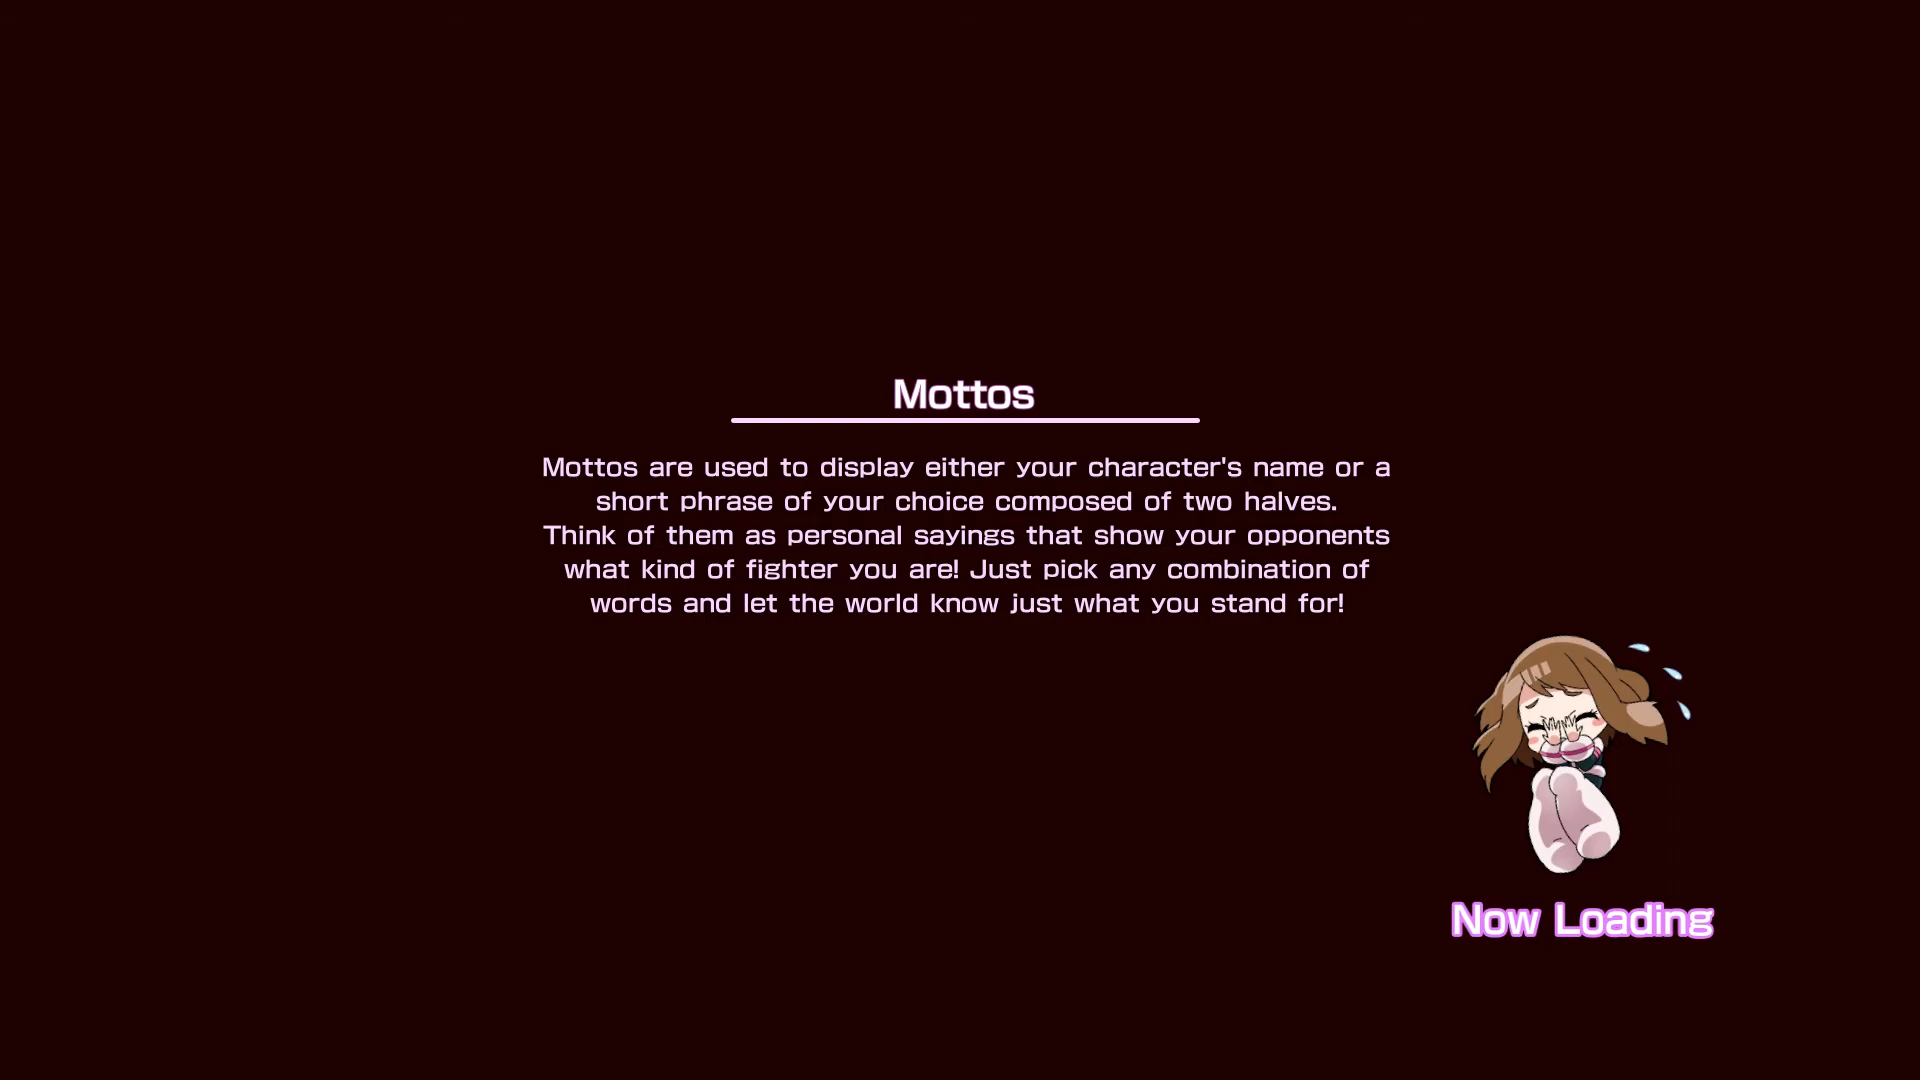 Mottos
Mottos are used to display either your character's name or a
short phrase of your choice composed of two halves.
Think of them as personal sayings that show your opponents
what kind of fighter you are! Just pick any combination of
words and let the world know just what you stand for!
Now Loading